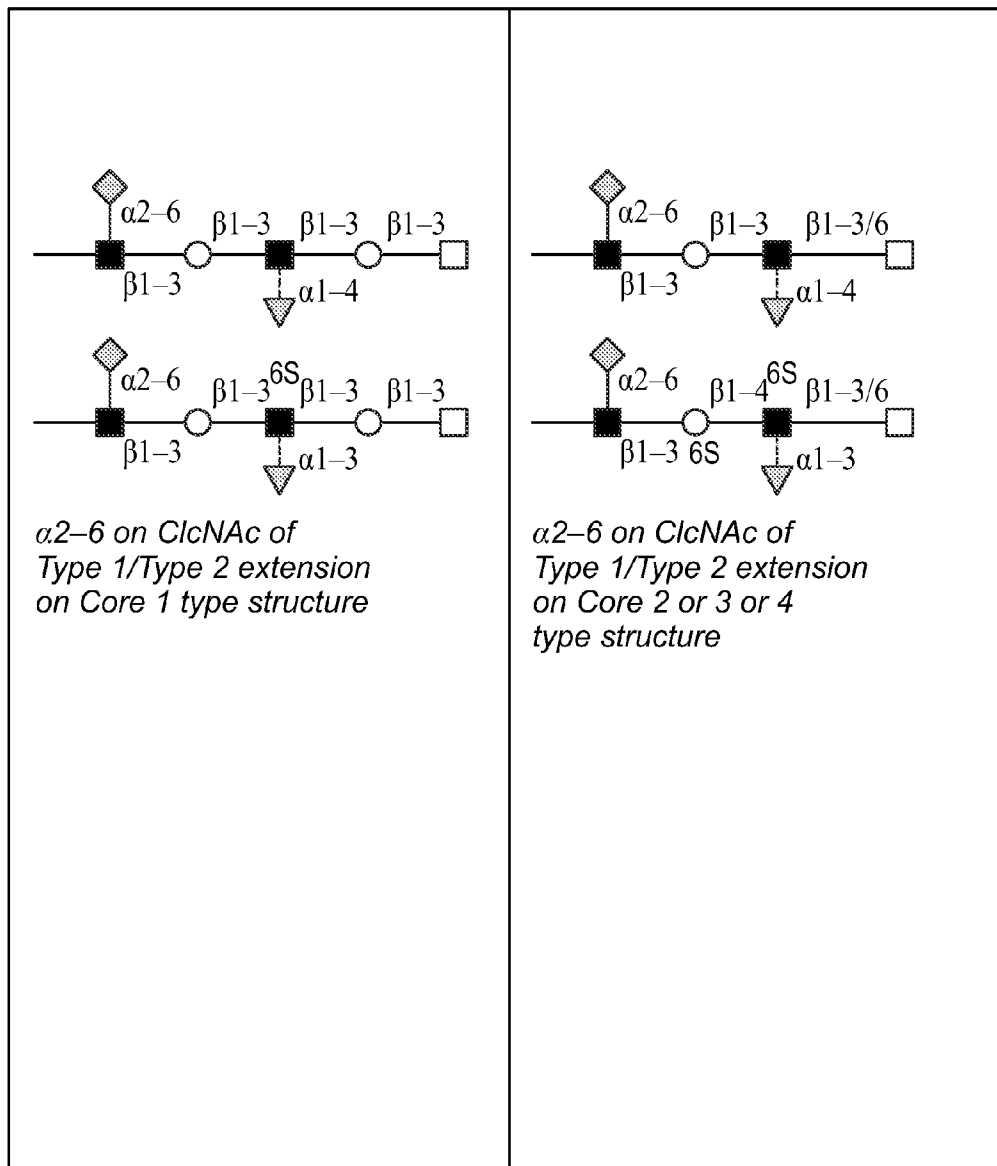 α2–6
β1–3 β1–3 β1–3
β1–3
α1–4
6S
α2–6
β1–3 β1–3 β1–3
β1–3
α1–3
α2–6 on ClcNAc of
Type 1/Type 2 extension
on Core 1 type structure
α2–6
β1–3 β1–3/6
β1–3
α1–4
6S
α2–6
β1–4 β1–3/6
β1–3 6S
α1–3
α2–6 on ClcNAc of
Type 1/Type 2 extension
on Core 2 or 3 or 4
type structure